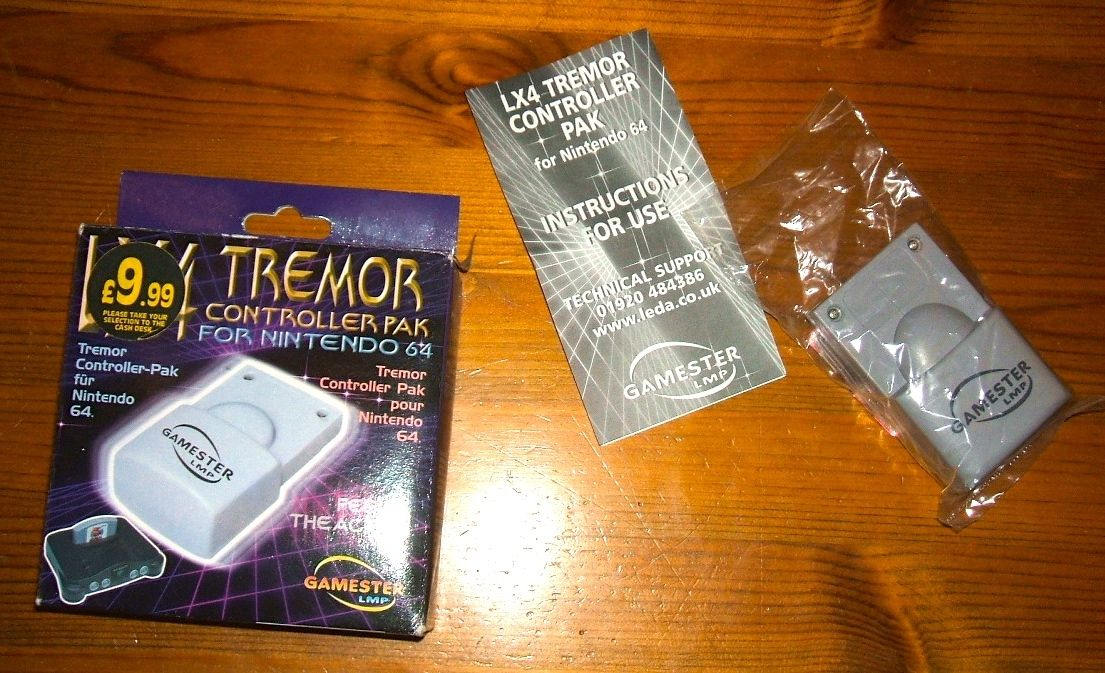 LX4 TREMOR
CONTROLLER PAK
FOR NINTENDO 64
£9.99
PLEASE TAKE YOUR
SELECTION TO THE
CASH DESK
Tremor
Controller-Pak
für
Nintendo
64.
Tremor
Controller Pak
pour
Nintendo
64.
GAMESTER
LMP
THE
GAMESTER
LMP
LX4 TREMOR
CONTROLLER
PAK
for Nintendo 64
INSTRUCTIONS
FOR USE
TECHNICAL SUPPORT
01920 484386
www.leda.co.uk
GAMESTER
LMP
GAMESTER
LMP